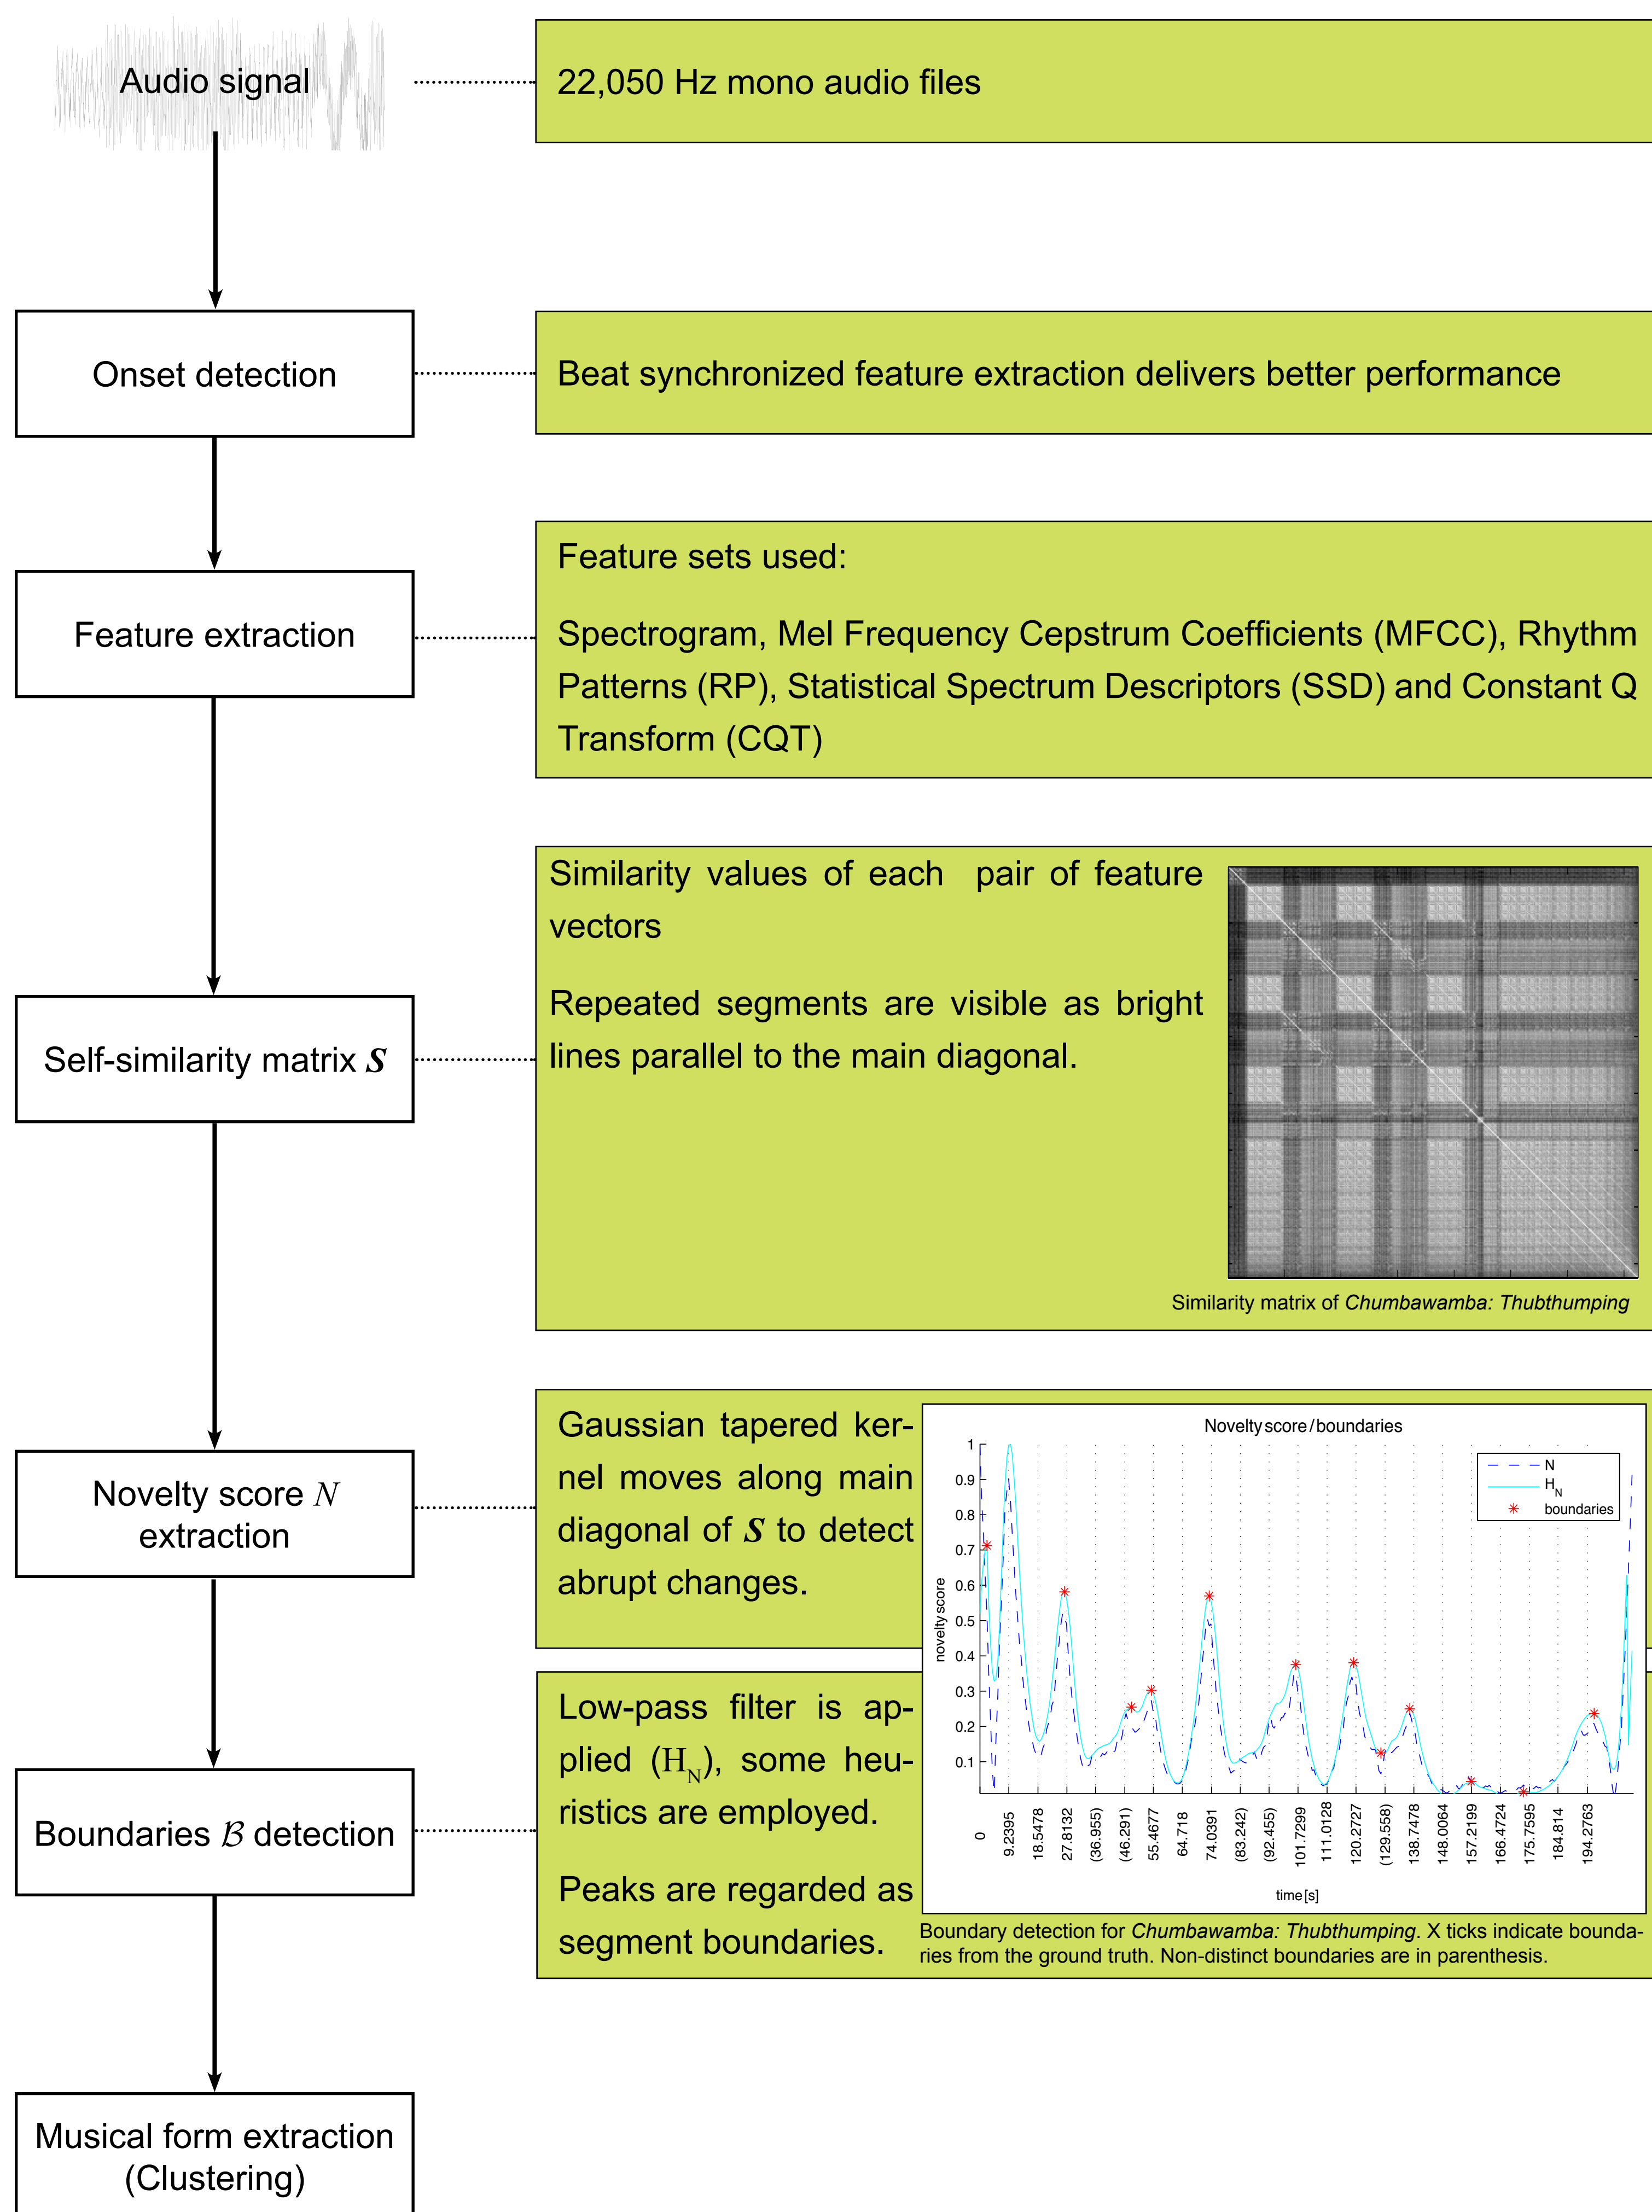 Audio signal
22,050 Hz mono audio files
Onset detection
Beat synchronized feature extraction delivers better performance
Feature extraction
Feature sets used:
Spectrogram, Mel Frequency Cepstrum Coefficients (MFCC), Rhythm
Patterns (RP), Statistical Spectrum Descriptors (SSD) and Constant Q
Transform (CQT)
Self-similarity matrix S
Similarity values of each pair of feature
vectors
Repeated segments are visible as bright
lines parallel to the main diagonal.
Similarity matrix of Chumbawamba: Thubthumping
Novelty score N
extraction
Gaussian tapered ker-
nel moves along main
diagonal of S to detect
abrupt changes.
Boundaries B detection
Low-pass filter is ap-
plied (H_N), some heu-
ristics are employed.
Peaks are regarded as
segment boundaries.
Novelty score / boundaries
N
H_N
boundaries
novelty score
1
0.9
0.8
0.7
0.6
0.5
0.4
0.3
0.2
0.1
0
9.2395
18.5478
27.8132
(36.955)
(46.291)
55.4677
64.718
74.0391
(83.242)
(92.455)
101.7299
111.0128
120.2727
(129.558)
138.7478
148.0064
157.2199
166.4724
175.7595
184.814
194.2763
time [s]
Boundary detection for Chumbawamba: Thubthumping. X ticks indicate bounda-
ries from the ground truth. Non-distinct boundaries are in parenthesis.
Musical form extraction
(Clustering)